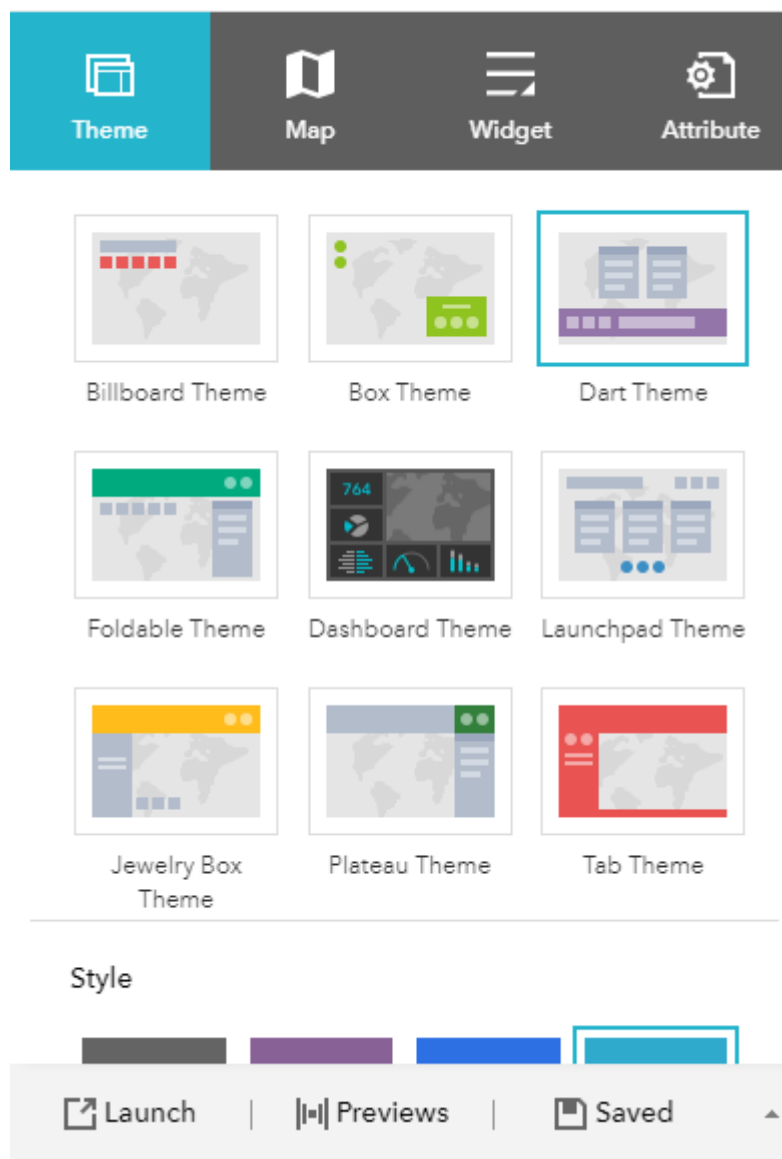 Theme Map Widget Attribute
Billboard Theme Box Theme Dart Theme
764
Foldable Theme Dashboard Theme Launchpad Theme
Jewelry Box Plateau Theme Tab Theme
Theme
Style
Launch | Previews | Saved